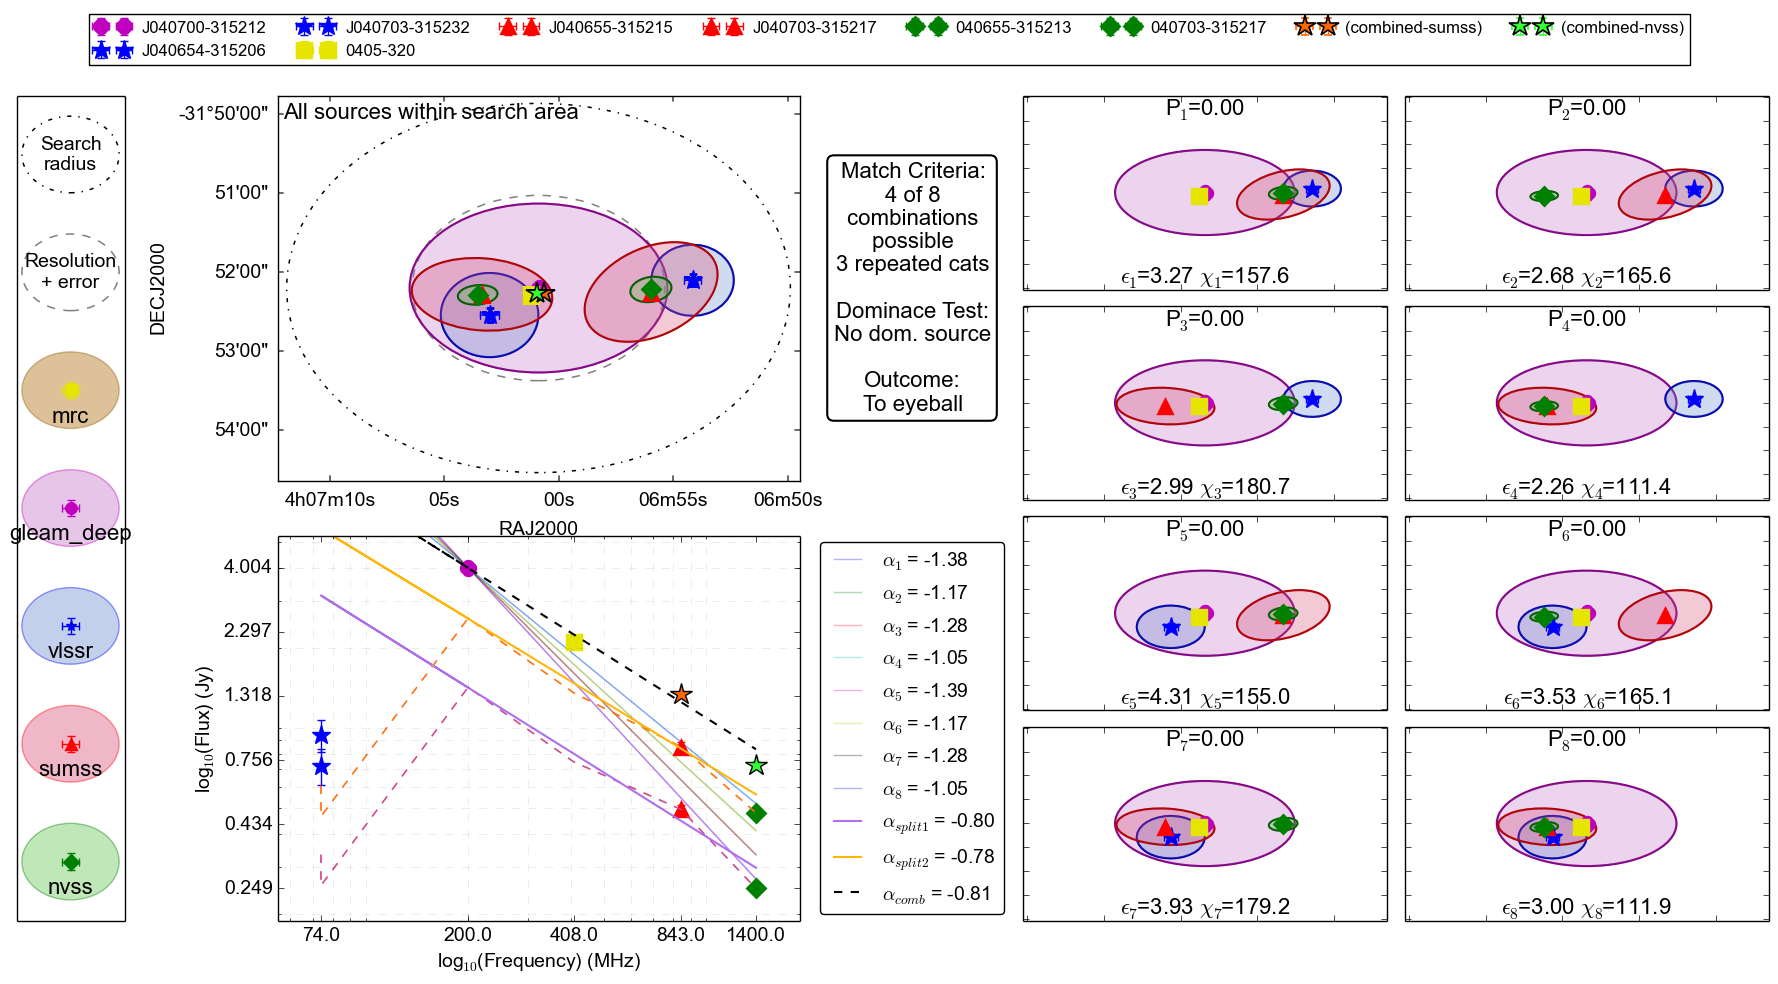 J040700-315212 J040703-315232 J040655-315215 J040703-315217 040655-315213 040703-315217 (combined-sumss) (combined-nvss)
J040654-315206 0405-320
Search
radius
Resolution
+ error
mrc
gleam_deep
vlssr
sumss
nvss
All sources within search area
-31°50'00"
51'00"
52'00"
53'00"
54'00"
DECJ2000
4h07m10s 05s 00s 06m55s 06m50s
RAJ2000
Match Criteria:
4 of 8
combinations
possible
3 repeated cats
Dominace Test:
No dom. source
Outcome:
To eyeball
4.004
2.297
1.318
0.756
0.434
0.249
log10(Flux) (Jy)
74.0 200.0 408.0 843.0 1400.0
log10(Frequency) (MHz)
α1 = -1.38
α2 = -1.17
α3 = -1.28
α4 = -1.05
α5 = -1.39
α6 = -1.17
α7 = -1.28
α8 = -1.05
αsplit1 = -0.80
αsplit2 = -0.78
αcomb = -0.81
P1=0.00
ϵ1=3.27 χ1=157.6
P2=0.00
ϵ2=2.68 χ2=165.6
P3=0.00
ϵ3=2.99 χ3=180.7
P4=0.00
ϵ4=2.26 χ4=111.4
P5=0.00
ϵ5=4.31 χ5=155.0
P6=0.00
ϵ6=3.53 χ6=165.1
P7=0.00
ϵ7=3.93 χ7=179.2
P8=0.00
ϵ8=3.00 χ8=111.9